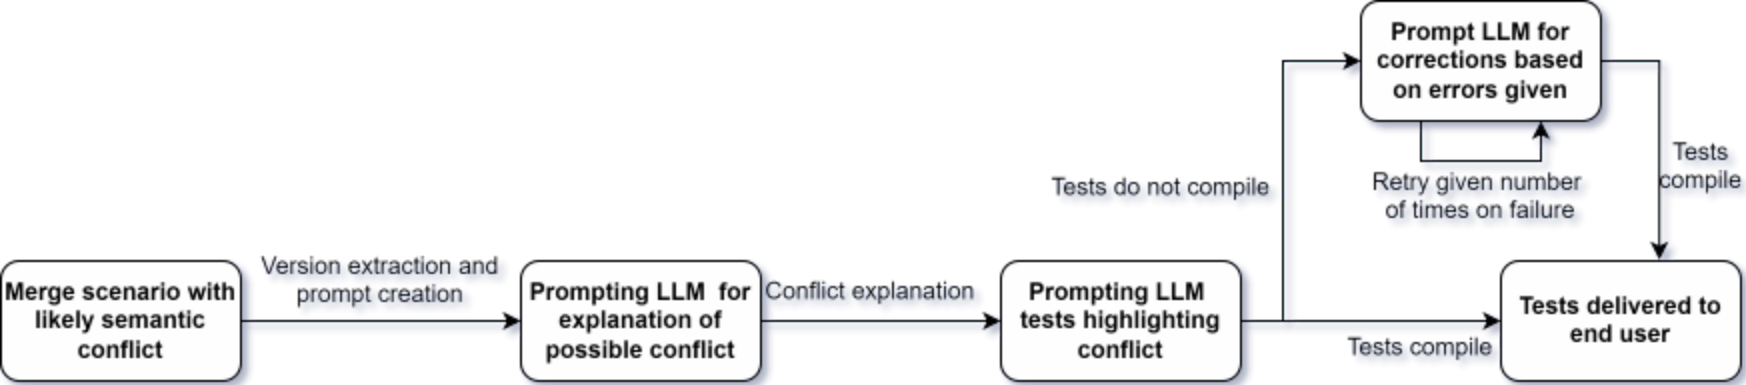 Merge scenario with
likely semantic
conflict
Version extraction and
prompt creation
Prompting LLM for
explanation of
possible conflict
Conflict explanation
Prompting LLM
tests highlighting
conflict
Tests do not compile
Prompt LLM for
corrections based
on errors given
Retry given number
of times on failure
Tests
compile
Tests compile
Tests delivered to
end user